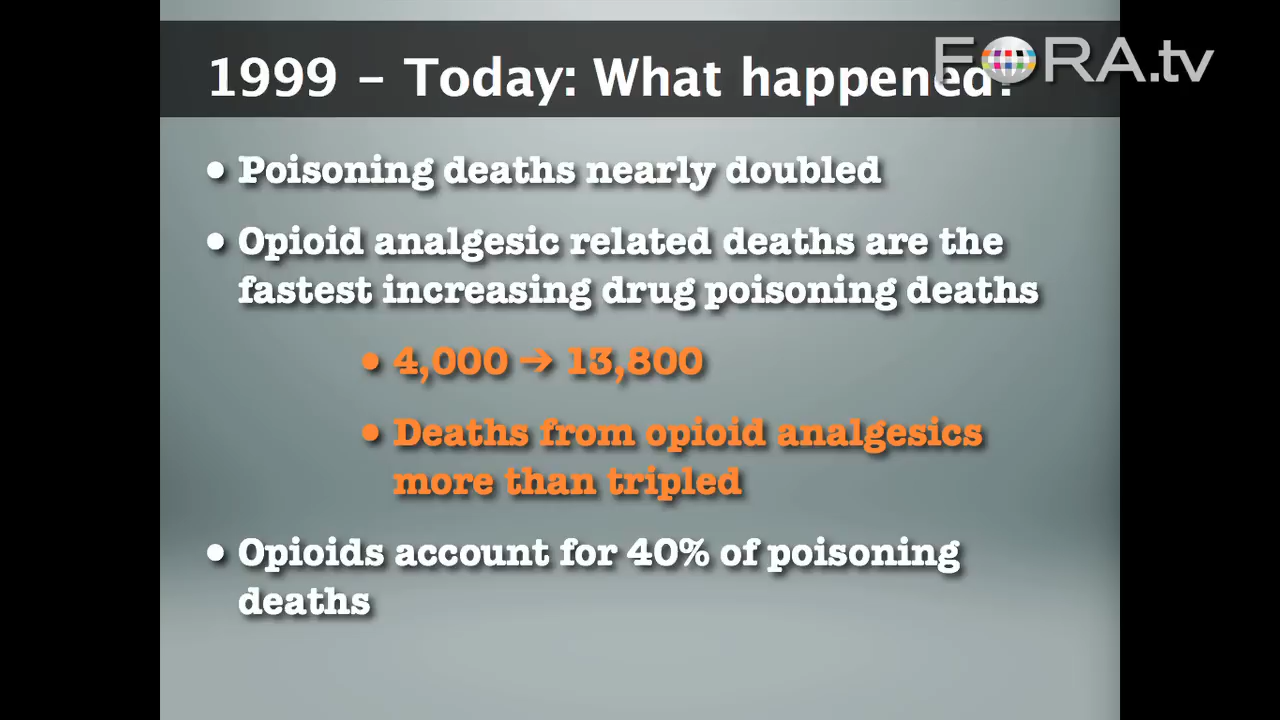 1999 – Today: What happened?
FORA.tv
• Poisoning deaths nearly doubled
• Opioid analgesic related deaths are the
fastest increasing drug poisoning deaths
• 4,000 → 13,800
• Deaths from opioid analgesics
more than tripled
• Opioids account for 40% of poisoning
deaths